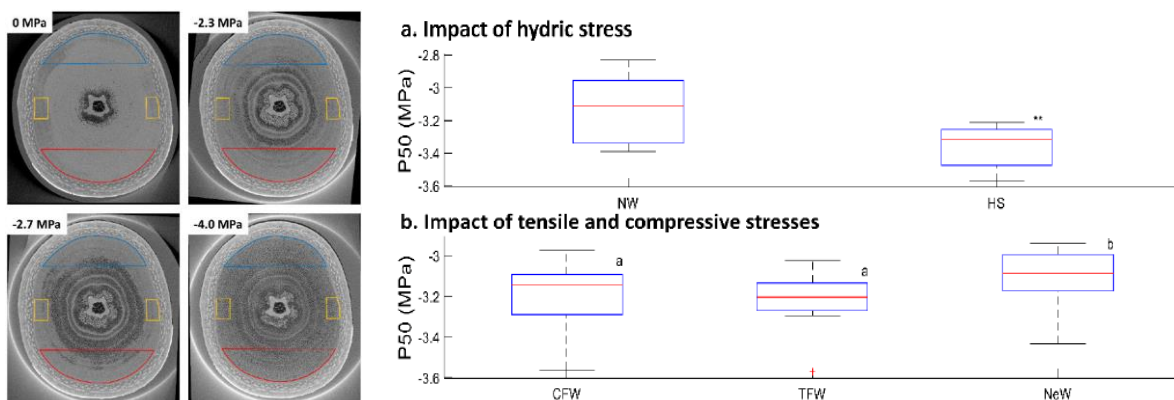 0 MPa
-2.3 MPa
-2.7 MPa
-4.0 MPa
a. Impact of hydric stress
P50 (MPa)
-2.8
-3
-3.2
-3.4
-3.6
**
NW
HS
b. Impact of tensile and compressive stresses
P50 (MPa)
-3
-3.2
-3.4
-3.6
a
a
b
CFW
TFW
NeW